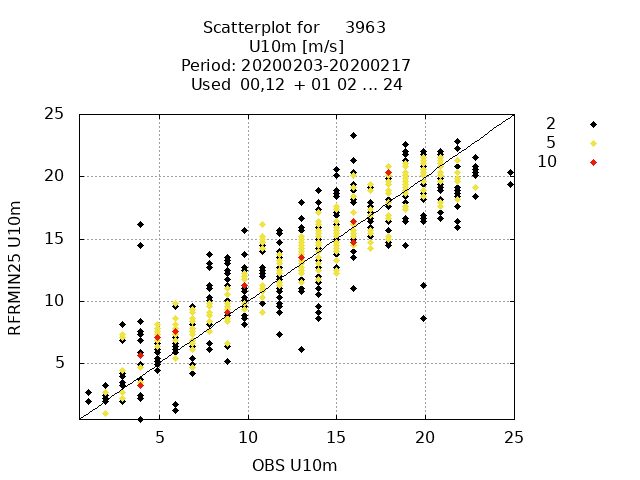 Scatterplot for 3963
U10m [m/s]
Period: 20200203-20200217
Used 00,12 + 01 02 ... 24
25
20
15
10
5
RFRMIN25 U10m
5 10 15 20 25
OBS U10m
2
5
10